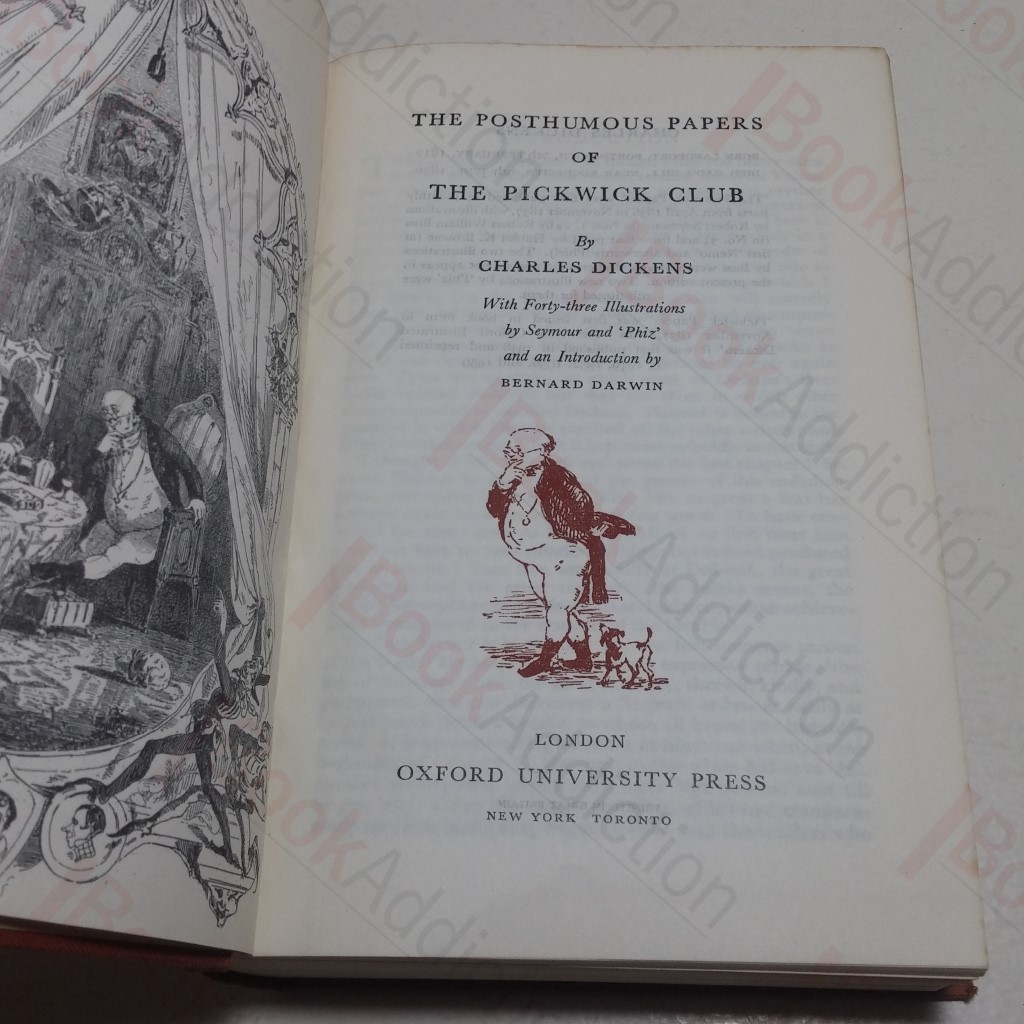 THE POSTHUMOUS PAPERS
OF
THE PICKWICK CLUB
By
CHARLES DICKENS
With Forty-three Illustrations
by Seymour and ‘Phiz’
and an Introduction by
BERNARD DARWIN
LONDON
OXFORD UNIVERSITY PRESS
NEW YORK TORONTO
BookAddiction